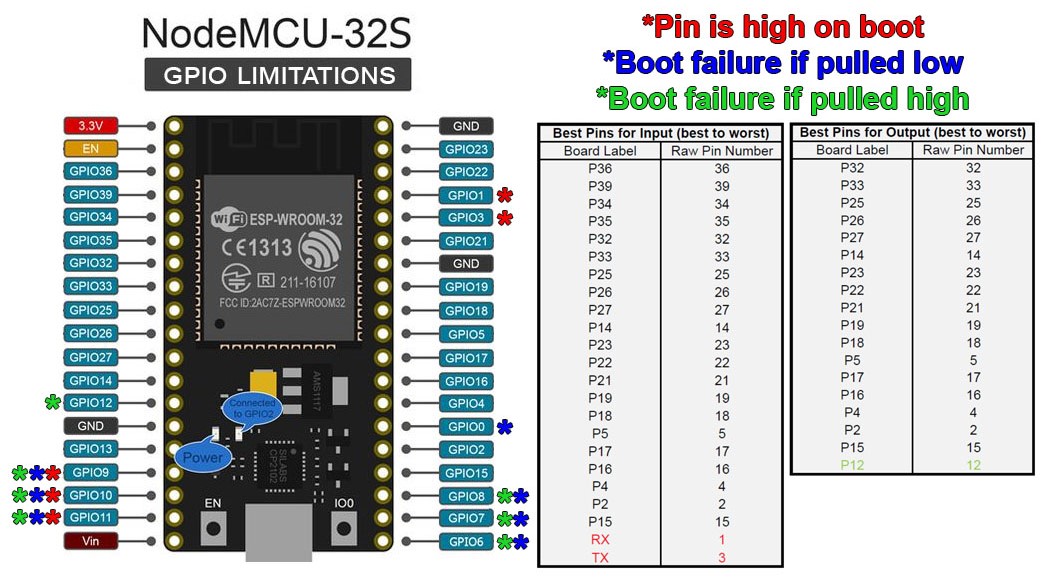 NodeMCU-32S
GPIO LIMITATIONS
*Pin is high on boot
*Boot failure if pulled low
*Boot failure if pulled high
3.3V
EN
GPIO36
GPIO39
GPIO34
GPIO35
GPIO32
GPIO33
GPIO25
GPIO26
GPIO27
GPIO14
* GPIO12
GND
GPIO13
*** GPIO9
*** GPIO10
*** GPIO11
Vin
WiFi ESP-WROOM-32
CE1313
R 211-16107
FCC ID:2AC7Z-ESPWROOM32
AMS1117
Connected
to GPIO2
Power
SILABS
CP2102
EN
IO0
GND
GPIO23
GPIO22
GPIO1 *
GPIO3 *
GPIO21
GND
GPIO19
GPIO18
GPIO5
GPIO17
GPIO16
GPIO4
GPIO0 *
GPIO2
GPIO15
GPIO8 **
GPIO7 **
GPIO6 **
Best Pins for Input (best to worst)
Board Label Raw Pin Number
P36 36
P39 39
P34 34
P35 35
P32 32
P33 33
P25 25
P26 26
P27 27
P14 14
P23 23
P22 22
P21 21
P19 19
P18 18
P5 5
P17 17
P16 16
P4 4
P2 2
P15 15
RX 1
TX 3
Best Pins for Output (best to worst)
Board Label Raw Pin Number
P32 32
P33 33
P25 25
P26 26
P27 27
P14 14
P23 23
P22 22
P21 21
P19 19
P18 18
P5 5
P17 17
P16 16
P4 4
P2 2
P15 15
P12 12